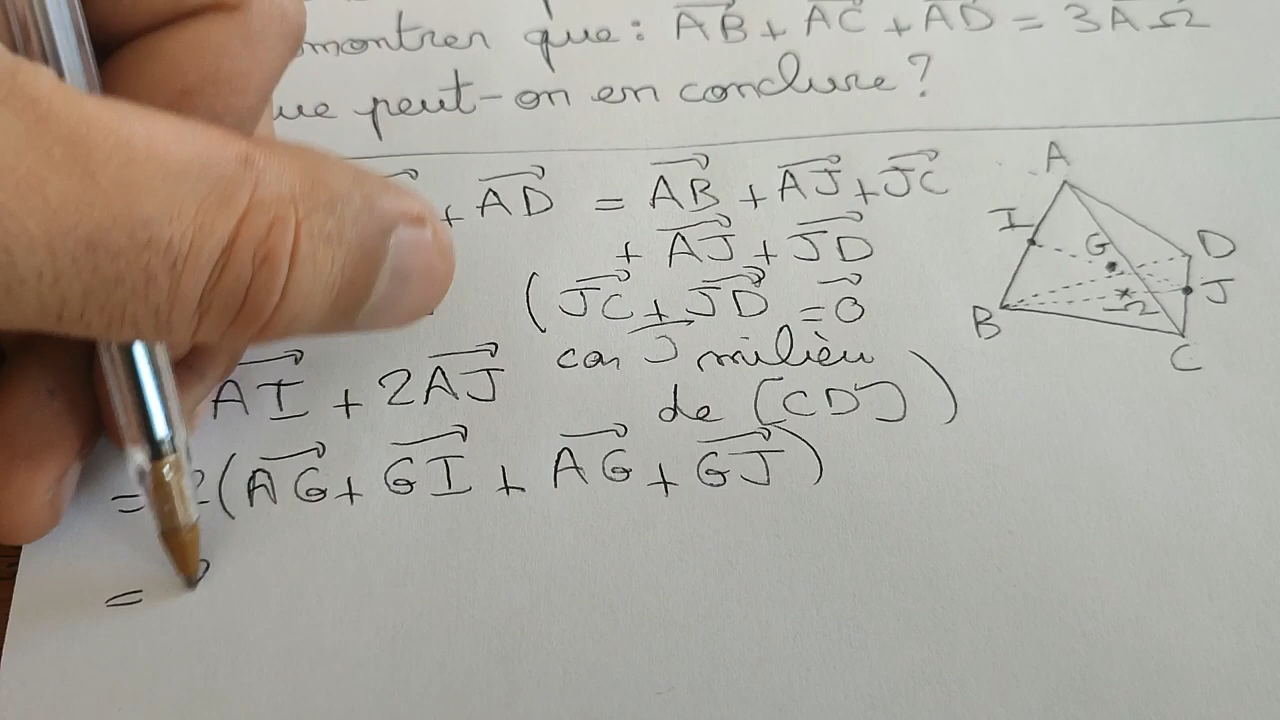 montrer que : AB + AC + AD = 3AΩ
peut-on en conclure ?
+ AD = AB + AJ + JC
+ AJ + JD
(JC + JD = 0
car J milieu
de [CD])
AI + 2AJ
= 2(AG + GI + AG + GJ)
= 2
A
I
G
D
J
Ω
B
C